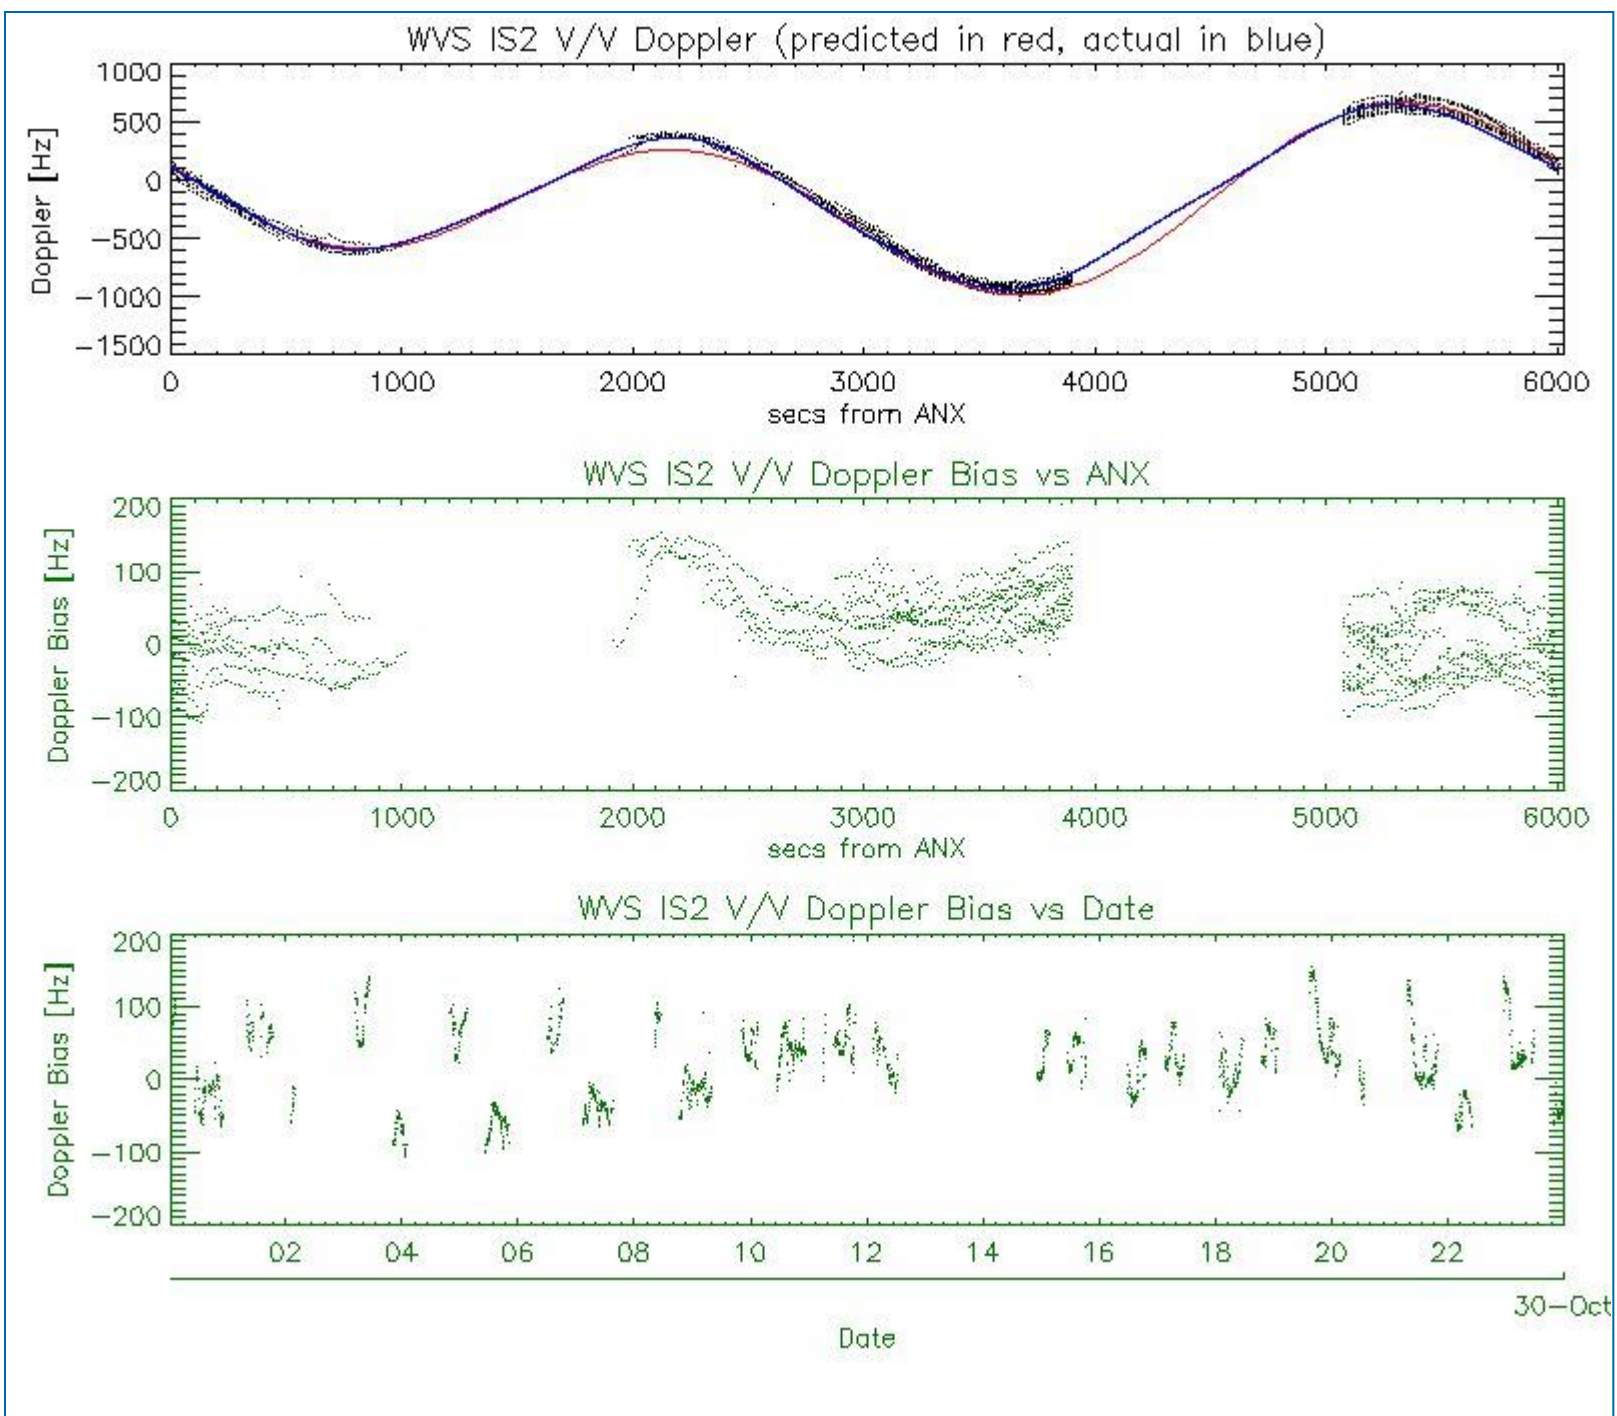 WVS IS2 V/V Doppler (predicted in red, actual in blue)
Doppler [Hz]
1000
500
0
−500
−1000
−1500
0 1000 2000 3000 4000 5000 6000
secs from ANX
WVS IS2 V/V Doppler Bias vs ANX
Doppler Bias [Hz]
200
100
0
−100
−200
0 1000 2000 3000 4000 5000 6000
secs from ANX
WVS IS2 V/V Doppler Bias vs Date
Doppler Bias [Hz]
200
100
0
−100
−200
02 04 06 08 10 12 14 16 18 20 22
30−Oct
Date